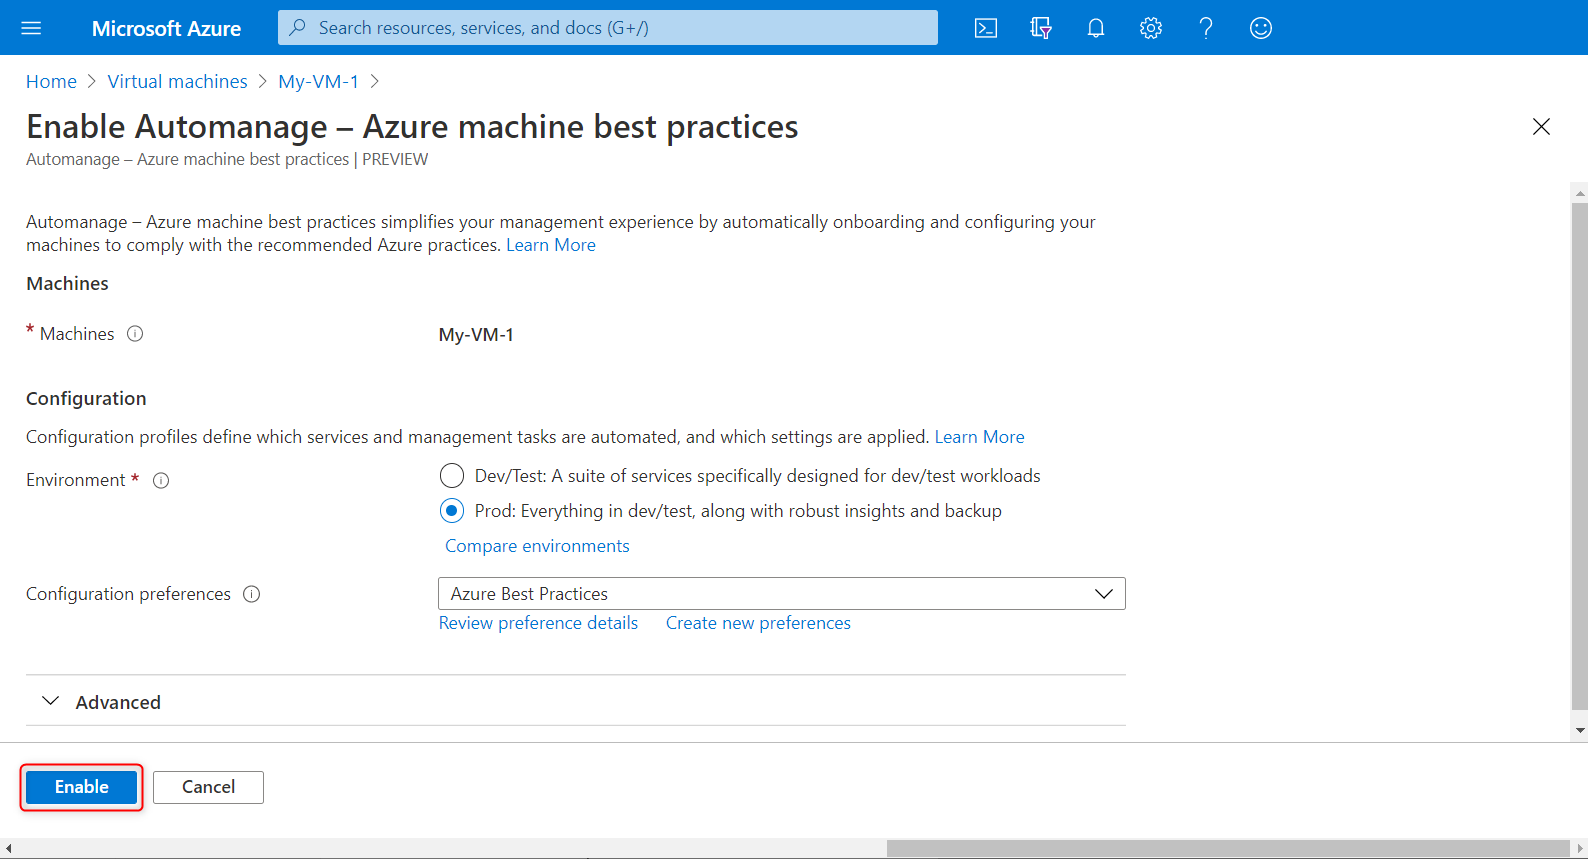 Microsoft Azure
Search resources, services, and docs (G+/)
Home > Virtual machines > My-VM-1 >
Enable Automanage – Azure machine best practices
Automanage – Azure machine best practices | PREVIEW
Automanage – Azure machine best practices simplifies your management experience by automatically onboarding and configuring your
machines to comply with the recommended Azure practices. Learn More
Machines
* Machines
My-VM-1
Configuration
Configuration profiles define which services and management tasks are automated, and which settings are applied. Learn More
Environment *
Dev/Test: A suite of services specifically designed for dev/test workloads
Prod: Everything in dev/test, along with robust insights and backup
Compare environments
Configuration preferences
Azure Best Practices
Review preference details Create new preferences
Advanced
Enable Cancel